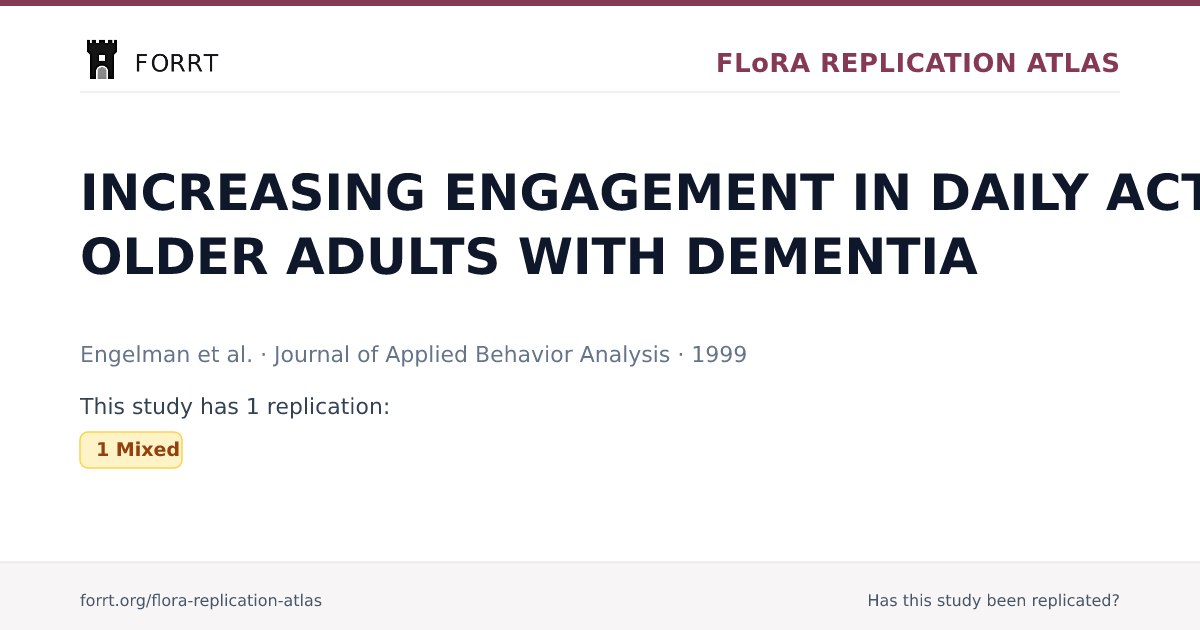 FORRT
FLoRA REPLICATION ATLAS
INCREASING ENGAGEMENT IN DAILY ACT
OLDER ADULTS WITH DEMENTIA
Engelman et al. · Journal of Applied Behavior Analysis · 1999
This study has 1 replication:
1 Mixed
forrt.org/flora-replication-atlas
Has this study been replicated?